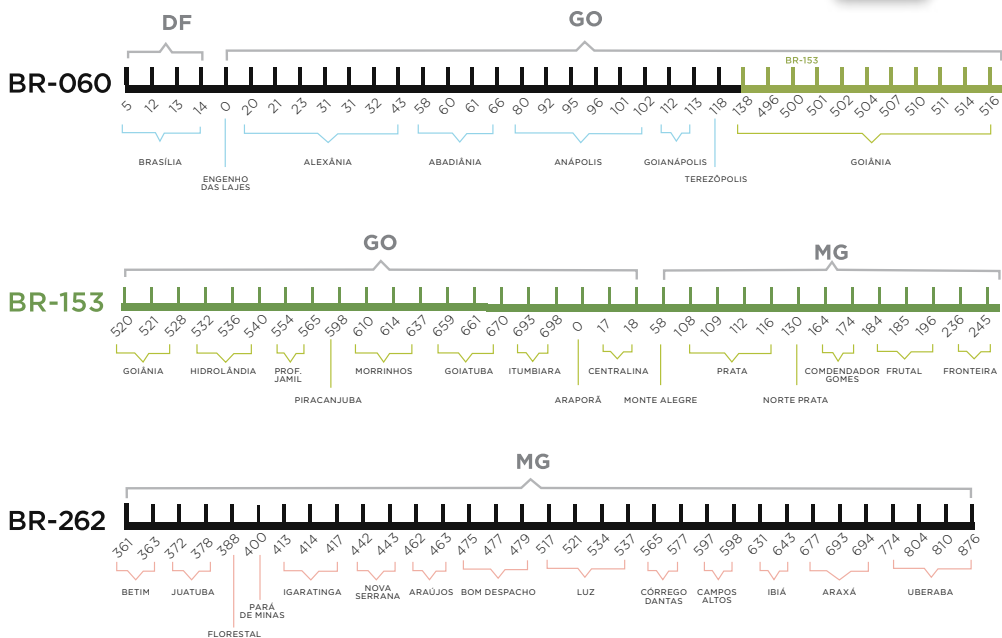 DF
GO
BR-060
BR-153
5 12 13 14 0 20 21 23 31 31 32 43 58 60 61 66 80 92 95 96 101 102 112 113 118 138 496 500 501 502 504 507 510 511 514 516
BRASÍLIA
ENGENHO
DAS LAJES
ALEXÂNIA
ABADIÂNIA
ANÁPOLIS
GOIANÁPOLIS
TEREZÔPOLIS
GOIÂNIA
GO
MG
BR-153
520 521 528 532 536 540 554 565 598 610 614 637 659 661 670 693 698 0 17 18 58 108 109 112 116 130 164 174 184 185 196 236 245
GOIÂNIA
HIDROLÂNDIA
PROF.
JAMIL
PIRACANJUBA
MORRINHOS
GOIATUBA
ITUMBIARA
ARAPORÃ
CENTRALINA
MONTE ALEGRE
PRATA
NORTE PRATA
COMDENDADOR
GOMES
FRUTAL
FRONTEIRA
MG
BR-262
361 363 372 378 388 400 413 414 417 442 443 462 463 475 477 479 517 521 534 537 565 577 597 598 631 643 677 693 694 774 804 810 876
BETIM
JUATUBA
FLORESTAL
PARÁ
DE MINAS
IGARATINGA
NOVA
SERRANA
ARAÚJOS
BOM DESPACHO
LUZ
CÓRREGO
DANTAS
CAMPOS
ALTOS
IBIÁ
ARAXÁ
UBERABA